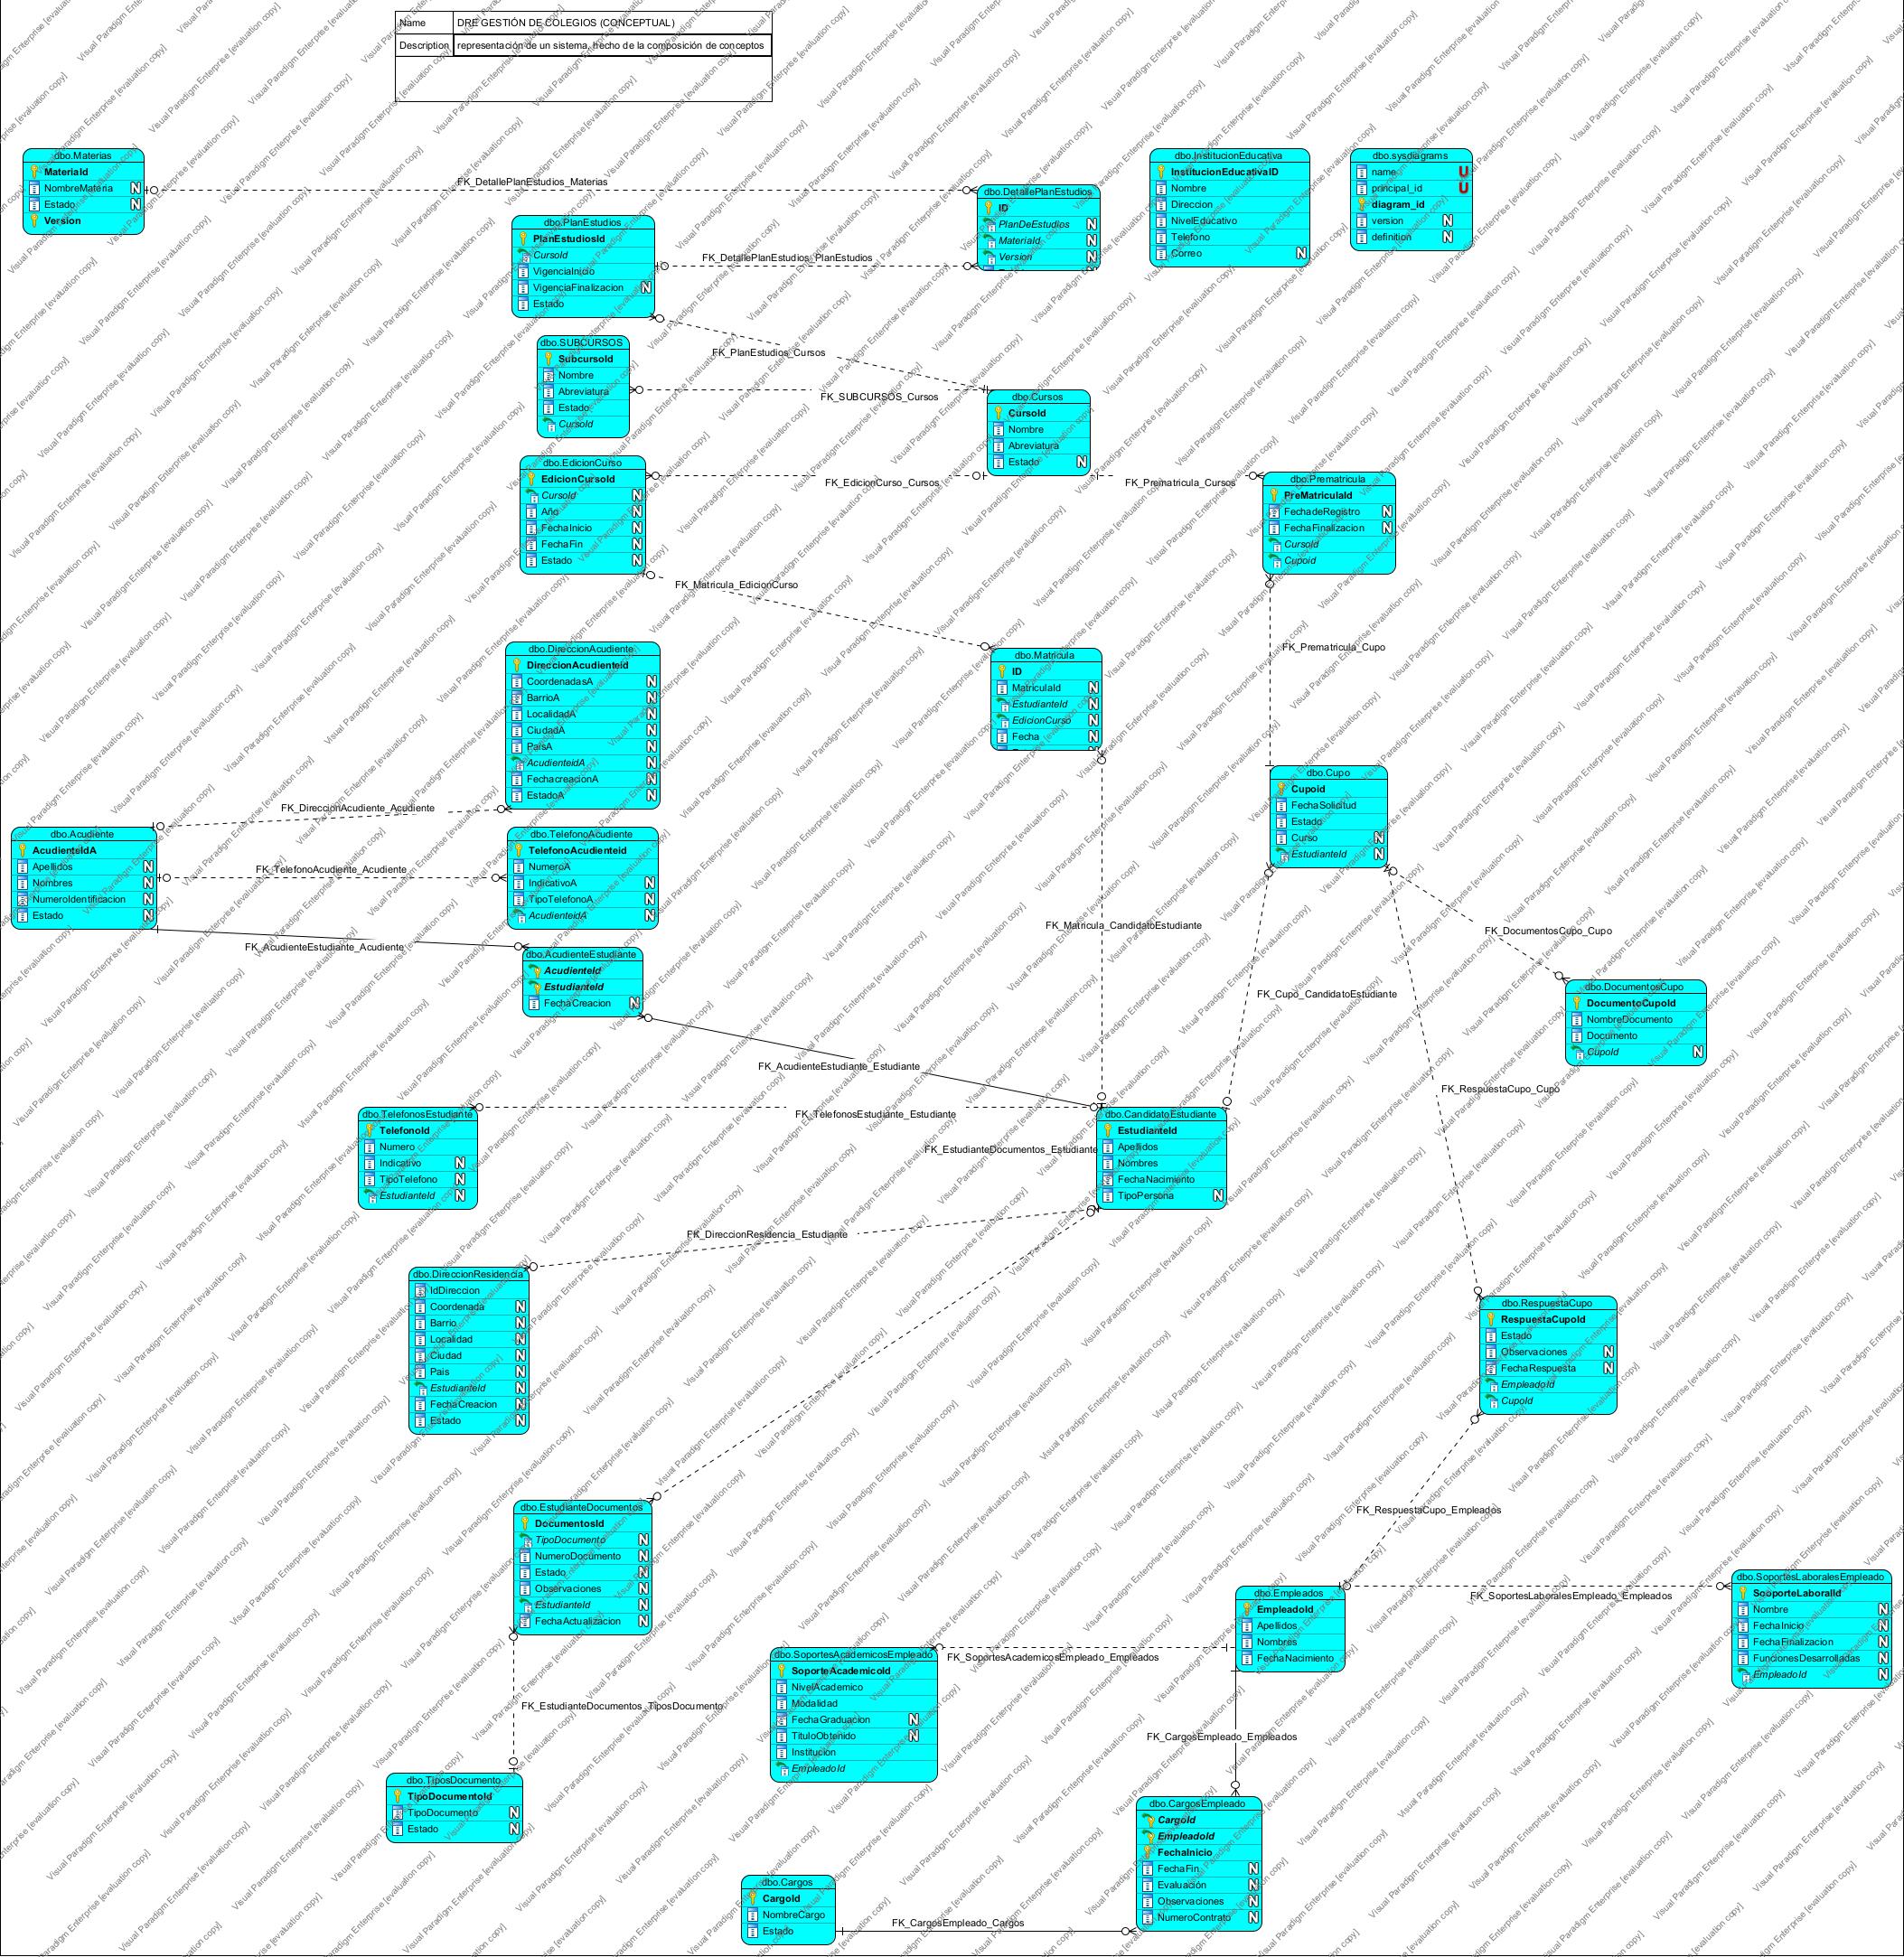 Name DRE GESTIÓN DE COLEGIOS (CONCEPTUAL)
Description representación de un sistema, hecho de la composición de conceptos
dbo.Materias
MateriaId
NombreMateria N
Estado N
Version
FK_DetallePlanEstudios_Materias
dbo.DetallePlanEstudios
ID
PlanDeEstudios N
MateriaId N
Version N
dbo.InstitucionEducativa
InstitucionEducativaID
Nombre
Direccion
NivelEducativo
Telefono
Correo N
dbo.sysdiagrams
name U
principal_id U
diagram_id
version N
definition N
dbo.PlanEstudios
PlanEstudiosId
CursoId
VigenciaInicio
VigenciaFinalizacion N
Estado
FK_DetallePlanEstudios_PlanEstudios
FK_PlanEstudios_Cursos
dbo.SUBCURSOS
SubcursoId
Nombre
Abreviatura
Estado
CursoId
FK_SUBCURSOS_Cursos
dbo.Cursos
CursoId
Nombre
Abreviatura
Estado N
dbo.EdicionCurso
EdicionCursoId
CursoId N
Año N
FechaInicio N
FechaFin N
Estado N
FK_EdicionCurso_Cursos
FK_Prematricula_Cursos
dbo.Prematricula
PreMatriculaId
FechadeRegistro N
FechaFinalizacion N
CursoId
Cupoid
FK_Matricula_EdicionCurso
FK_Prematricula_Cupo
dbo.DireccionAcudiente
DireccionAcudienteId
CoordenadasA N
BarrioA N
LocalidadA N
CiudadA N
PaisA N
AcudienteidA N
FechacreacionA N
EstadoA N
dbo.Matricula
ID
MatriculaId N
EstudianteId N
EdicionCurso N
Fecha N
dbo.Cupo
Cupoid
FechaSolicitud
Estado
Curso N
EstudianteId N
FK_DireccionAcudiente_Acudiente
dbo.Acudiente
AcudienteIdA
Apellidos N
Nombres N
NumeroIdentificacion N
Estado N
FK_TelefonoAcudiente_Acudiente
dbo.TelefonoAcudiente
TelefonoAcudienteid
NumeroA
IndicativoA N
TipoTelefonoA N
AcudienteidA N
FK_AcudienteEstudiante_Acudiente
dbo.AcudienteEstudiante
AcudienteId
EstudianteId
FechaCreacion N
FK_Matricula_CandidatoEstudiante
FK_DocumentosCupo_Cupo
FK_Cupo_CandidatoEstudiante
dbo.DocumentosCupo
DocumentoCupoId
NombreDocumento
Documento
CupoId N
FK_AcudienteEstudiante_Estudiante
FK_RespuestaCupo_Cupo
dbo.TelefonosEstudiante
TelefonoId
Numero
Indicativo N
TipoTelefono N
EstudianteId N
FK_TelefonosEstudiante_Estudiante
FK_EstudianteDocumentos_Estudiante
dbo.CandidatoEstudiante
EstudianteId
Apellidos
Nombres
FechaNacimiento
TipoPersona N
FK_DireccionResidencia_Estudiante
dbo.DireccionResidencia
IdDireccion
Coordenada N
Barrio N
Localidad N
Ciudad N
Pais N
EstudianteId N
FechaCreacion N
Estado N
dbo.RespuestaCupo
RespuestaCupoId
Estado
Observaciones N
FechaRespuesta N
EmpleadoId
CupoId
dbo.EstudianteDocumentos
DocumentosId
TipoDocumento N
NumeroDocumento N
Estado N
Observaciones N
EstudianteId N
FechaActualizacion N
FK_RespuestaCupo_Empleados
dbo.Empleados
EmpleadoId
Apellidos
Nombres
FechaNacimiento
FK_SoportesLaboralesEmpleado_Empleados
dbo.SoportesLaboralesEmpleado
SooporteLaboralId
Nombre N
FechaInicio N
FechaFinalizacion N
FuncionesDesarrolladas N
EmpleadoId N
dbo.SoportesAcademicosEmpleado
SoporteAcademicoId
NivelAcademico
Modalidad
FechaGraduacion N
TituloObtenido N
Institucion
EmpleadoId
FK_SoportesAcademicosEmpleado_Empleados
FK_EstudianteDocumentos_TiposDocumento
FK_CargosEmpleado_Empleados
dbo.TiposDocumento
TipoDocumentoId
TipoDocumento N
Estado N
dbo.CargosEmpleado
CargoId
EmpleadoId
FechaInicio
FechaFin N
Evaluación N
Observaciones N
NumeroContrato N
dbo.Cargos
CargoId
NombreCargo
Estado
FK_CargosEmpleado_Cargos
Visual Paradigm Enterprise [evaluation copy]